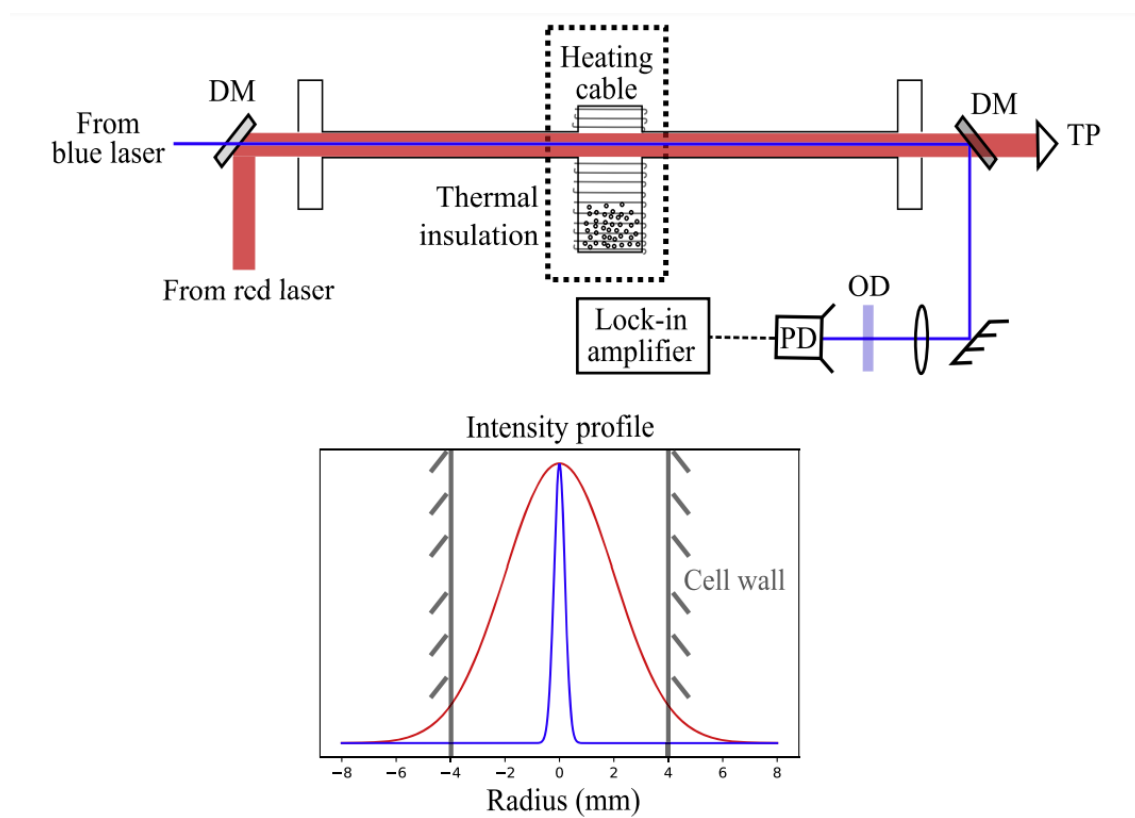 Heating
cable
DM
DM
From
blue laser
TP
Thermal
insulation
From red laser
OD
Lock-in
amplifier
PD
Intensity profile
Cell wall
−8
−6
−4
−2
0
2
4
6
8
Radius (mm)